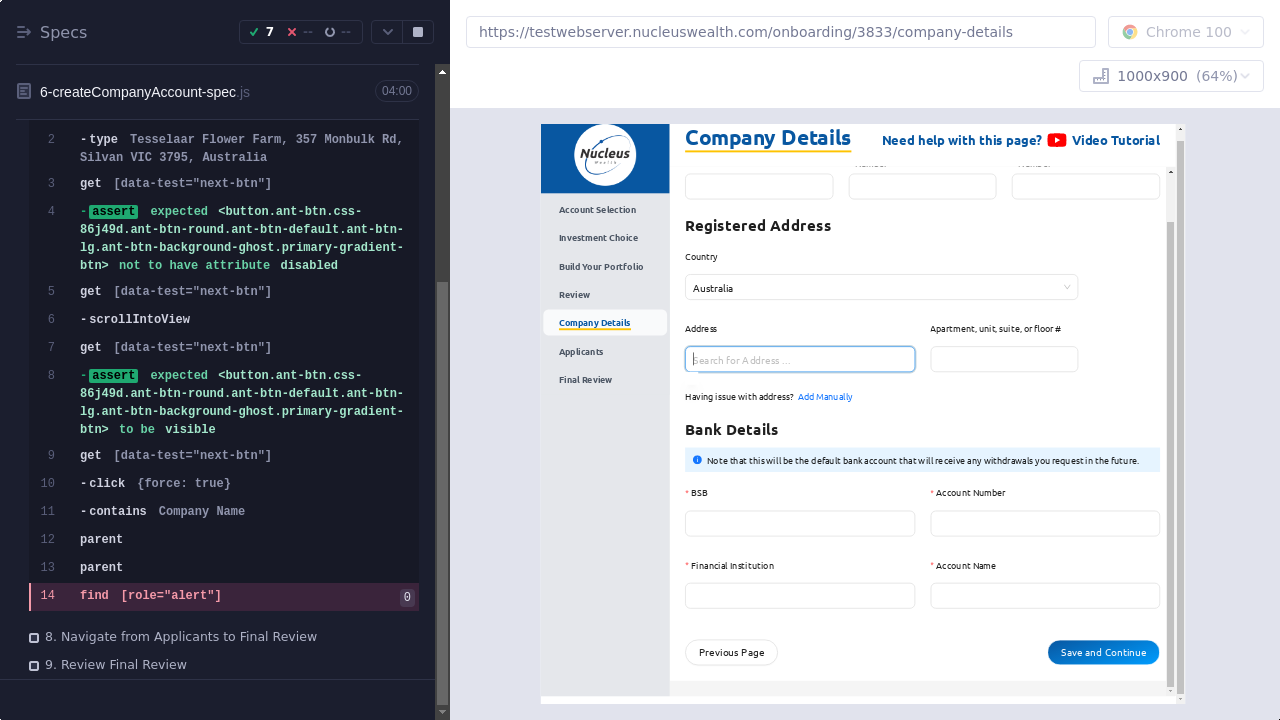 Specs
7
--
--
https://testwebserver.nucleuswealth.com/onboarding/3833/company-details
Chrome 100
1000x900 (64%)
6-createCompanyAccount-spec.js
04:00
2 -type Tesselaar Flower Farm, 357 Monbulk Rd,
Silvan VIC 3795, Australia
3 get [data-test="next-btn"]
4 -assert expected <button.ant-btn.css-
86j49d.ant-btn-round.ant-btn-default.ant-btn-
lg.ant-btn-background-ghost.primary-gradient-
btn> not to have attribute disabled
5 get [data-test="next-btn"]
6 -scrollIntoView
7 get [data-test="next-btn"]
8 -assert expected <button.ant-btn.css-
86j49d.ant-btn-round.ant-btn-default.ant-btn-
lg.ant-btn-background-ghost.primary-gradient-
btn> to be visible
9 get [data-test="next-btn"]
10 -click {force: true}
11 -contains Company Name
12 parent
13 parent
14 find [role="alert"] 0
8. Navigate from Applicants to Final Review
9. Review Final Review
Nucleus
Wealth
Account Selection
Investment Choice
Build Your Portfolio
Review
Company Details
Applicants
Final Review
Company Details
Need help with this page? Video Tutorial
Registered Address
Country
Australia
Address
Apartment, unit, suite, or floor #
Search for Address ...
Having issue with address? Add Manually
Bank Details
Note that this will be the default bank account that will receive any withdrawals you request in the future.
* BSB
* Account Number
* Financial Institution
* Account Name
Previous Page
Save and Continue